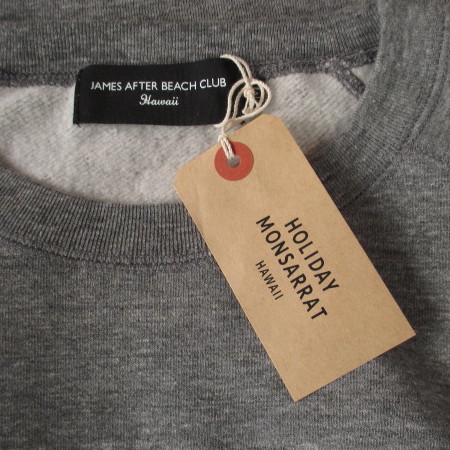 JAMES AFTER BEACH CLUB
Hawaii
HOLIDAY
MONSARRAT
HAWAII